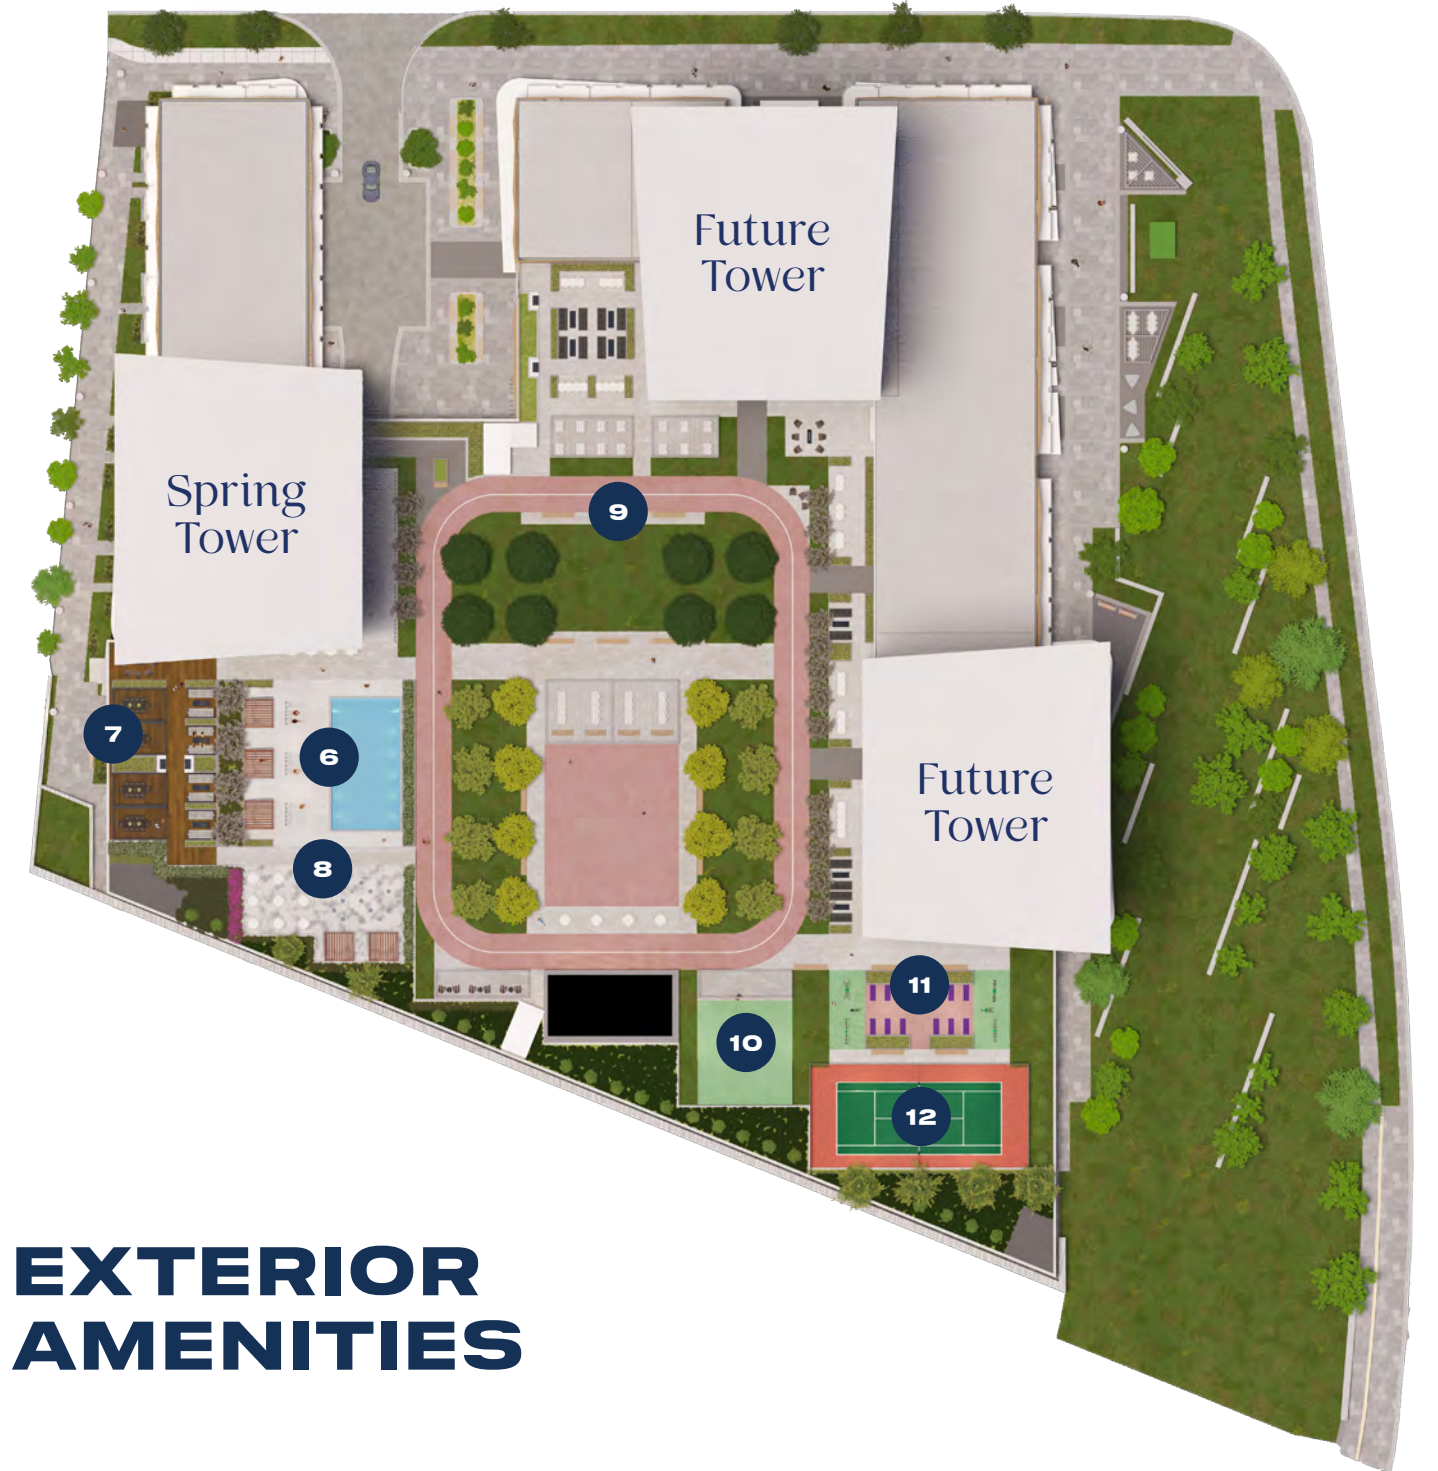 Future
Tower
Spring
Tower
9
7
6
Future
Tower
8
11
10
12
EXTERIOR
AMENITIES